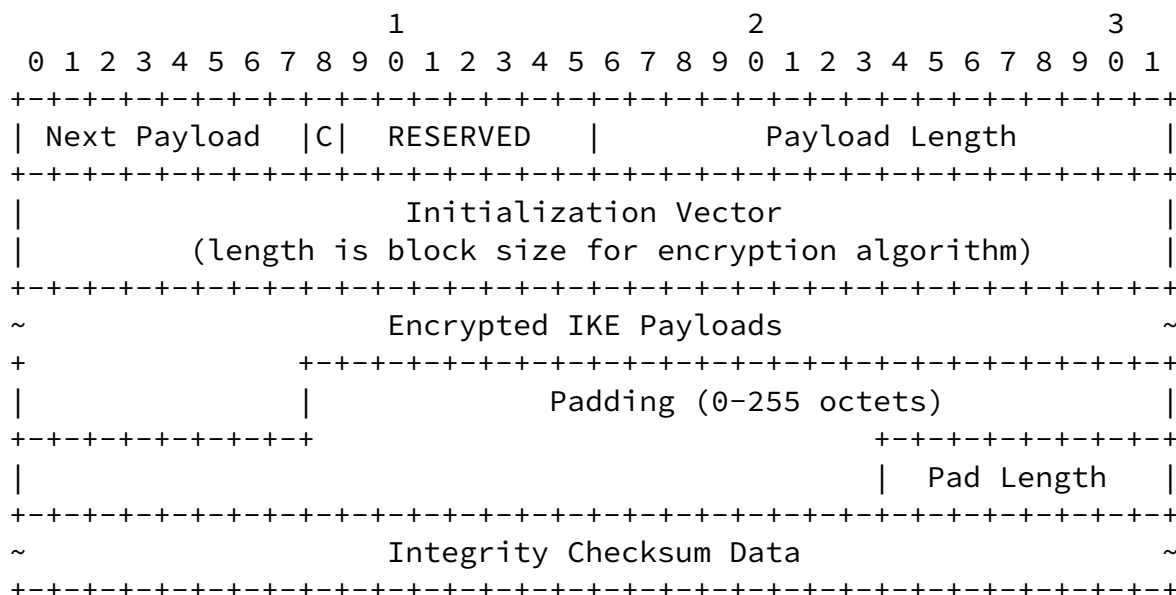 1                   2                   3
 0 1 2 3 4 5 6 7 8 9 0 1 2 3 4 5 6 7 8 9 0 1 2 3 4 5 6 7 8 9 0 1
+-+-+-+-+-+-+-+-+-+-+-+-+-+-+-+-+-+-+-+-+-+-+-+-+-+-+-+-+-+-+-+-+
| Next Payload  |C|  RESERVED   |         Payload Length        |
+-+-+-+-+-+-+-+-+-+-+-+-+-+-+-+-+-+-+-+-+-+-+-+-+-+-+-+-+-+-+-+-+
|                     Initialization Vector                     |
|         (length is block size for encryption algorithm)       |
+-+-+-+-+-+-+-+-+-+-+-+-+-+-+-+-+-+-+-+-+-+-+-+-+-+-+-+-+-+-+-+-+
~                    Encrypted IKE Payloads                     ~
+               +-+-+-+-+-+-+-+-+-+-+-+-+-+-+-+-+-+-+-+-+-+-+-+-+
|               |             Padding (0-255 octets)            |
+-+-+-+-+-+-+-+-+                               +-+-+-+-+-+-+-+-+
|                                               |  Pad Length   |
+-+-+-+-+-+-+-+-+-+-+-+-+-+-+-+-+-+-+-+-+-+-+-+-+-+-+-+-+-+-+-+-+
~                    Integrity Checksum Data                    ~
+-+-+-+-+-+-+-+-+-+-+-+-+-+-+-+-+-+-+-+-+-+-+-+-+-+-+-+-+-+-+-+-+